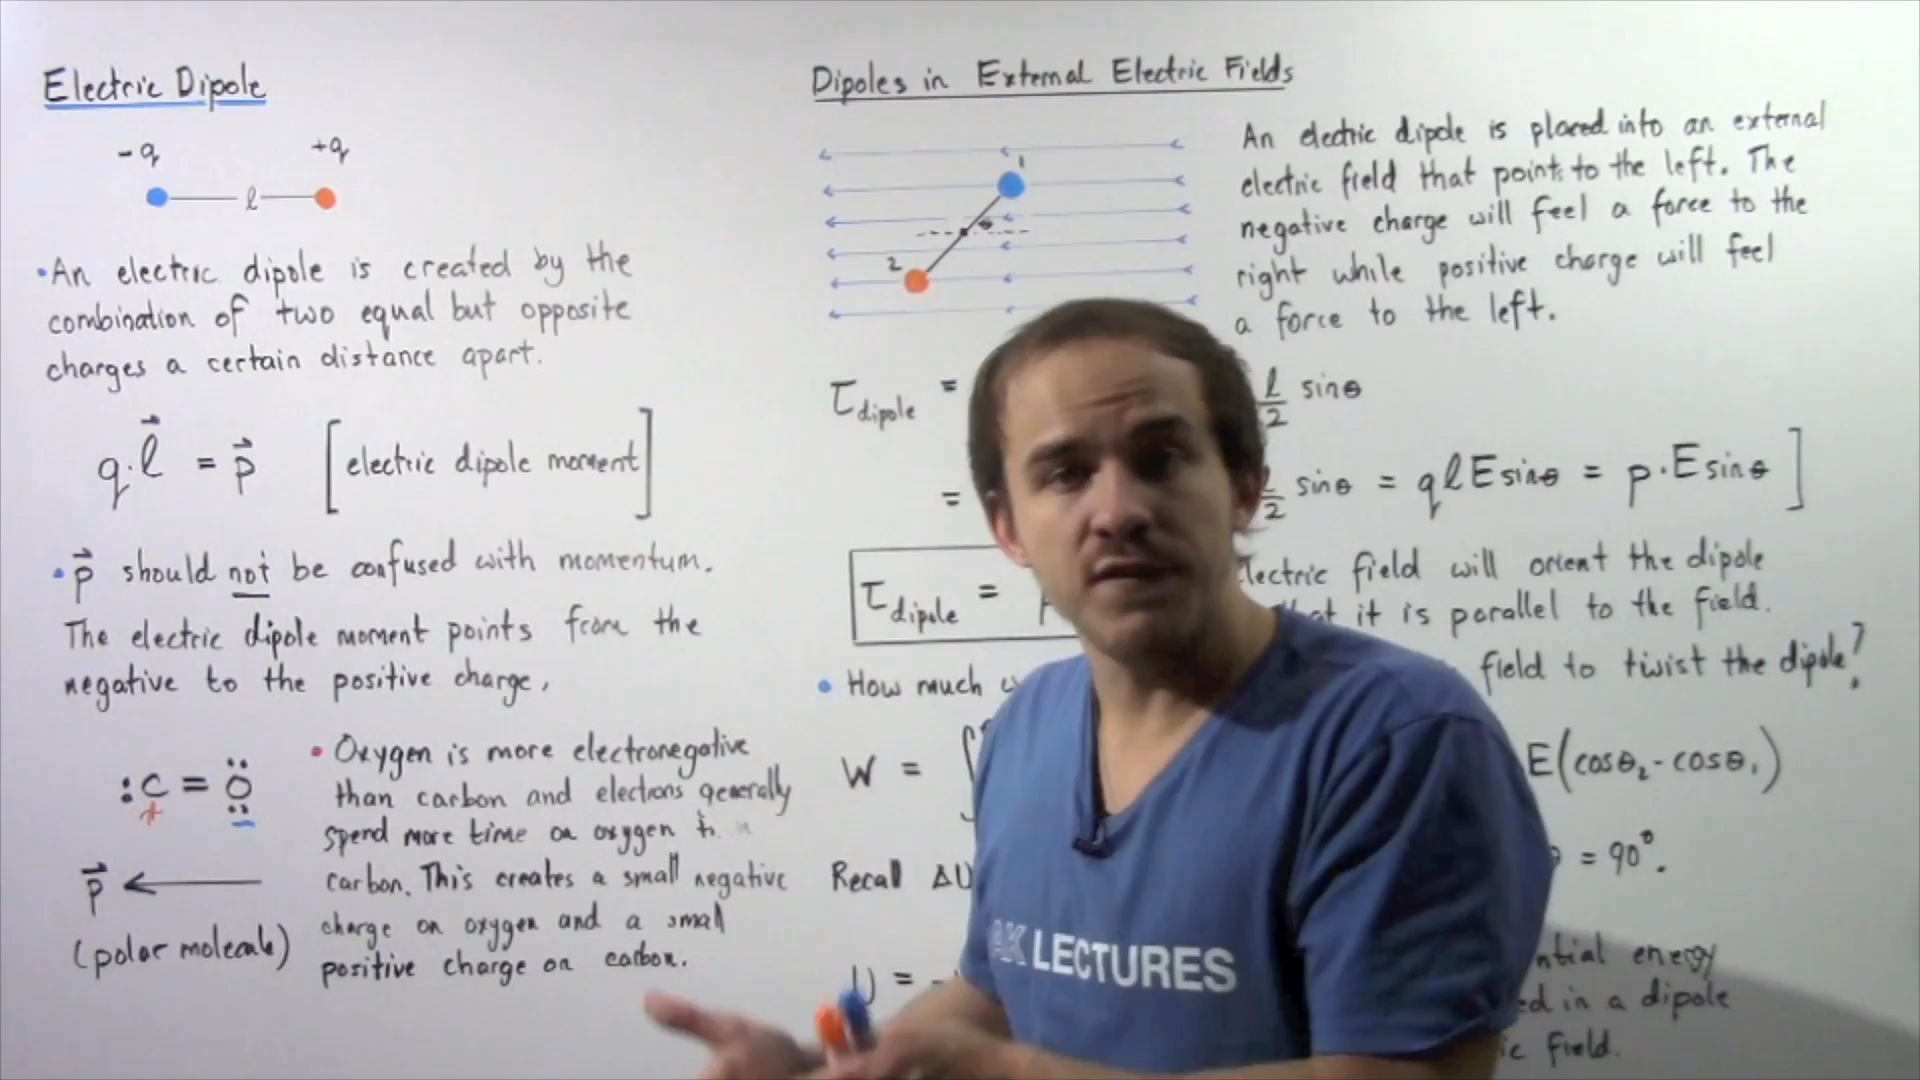 Electric Dipole
-q +q
l
•An electric dipole is created by the
combination of two equal but opposite
charges a certain distance apart.
q·l = p [electric dipole moment]
•p should not be confused with momentum.
The electric dipole moment points from the
negative to the positive charge.
:C = O
+ -
p ←
(polar molecule)
• Oxygen is more electronegative
than carbon and electrons generally
spend more time on oxygen
carbon. This creates a small negative
charge on oxygen and a small
positive charge on carbon.
Dipoles in External Electric Fields
1
θ
2
An electric dipole is placed into an external
electric field that points to the left. The
negative charge will feel a force to the
right while positive charge will feel
a force to the left.
τdipole = l/2 sinθ
= /2 sinθ = qlEsinθ = p·Esinθ ]
τdipole =
lectric field will orient the dipole
it is parallel to the field.
• How much field to twist the dipole?
W = ∫ E(cosθ₂-cosθ₁)
Recall ΔU = 90°.
U = -
ntial energy
ed in a dipole
ic field.
AK LECTURES